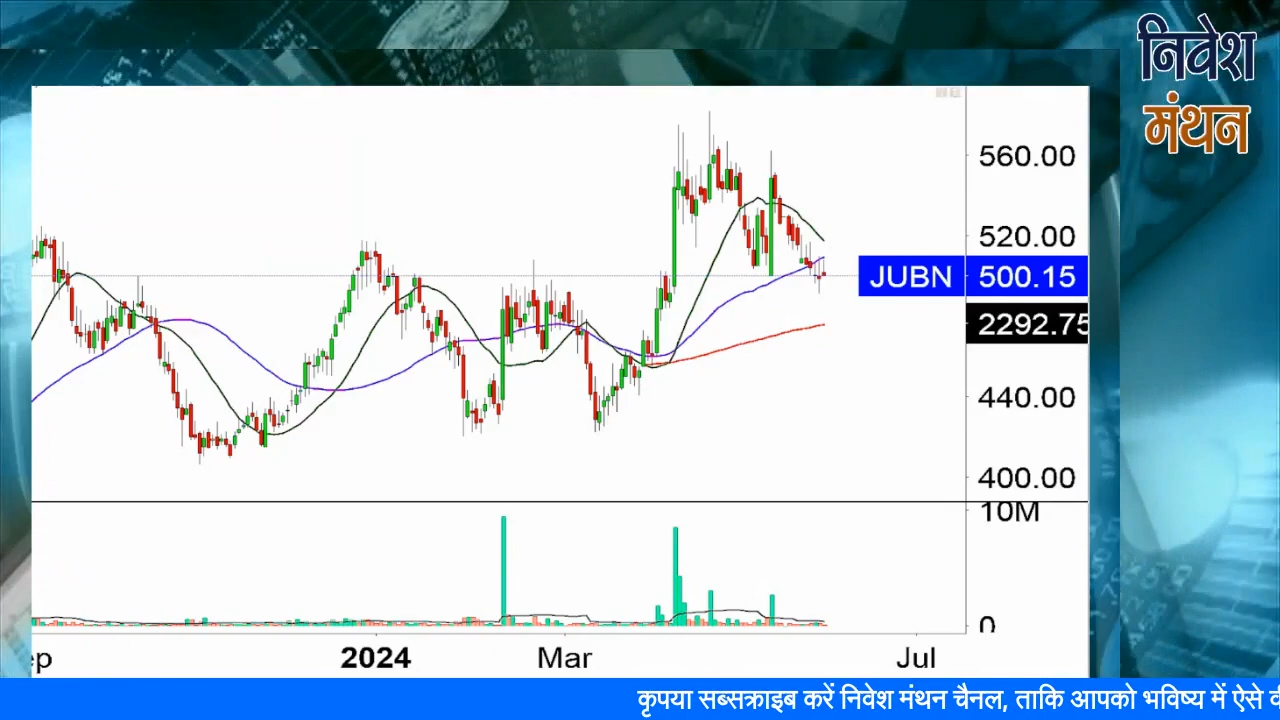 निवेश
मंथन
560.00
520.00
JUBN 500.15
2292.75
440.00
400.00
10M
0
ep 2024 Mar Jul
कृपया सब्सक्राइब करें निवेश मंथन चैनल, ताकि आपको भविष्य में ऐसे